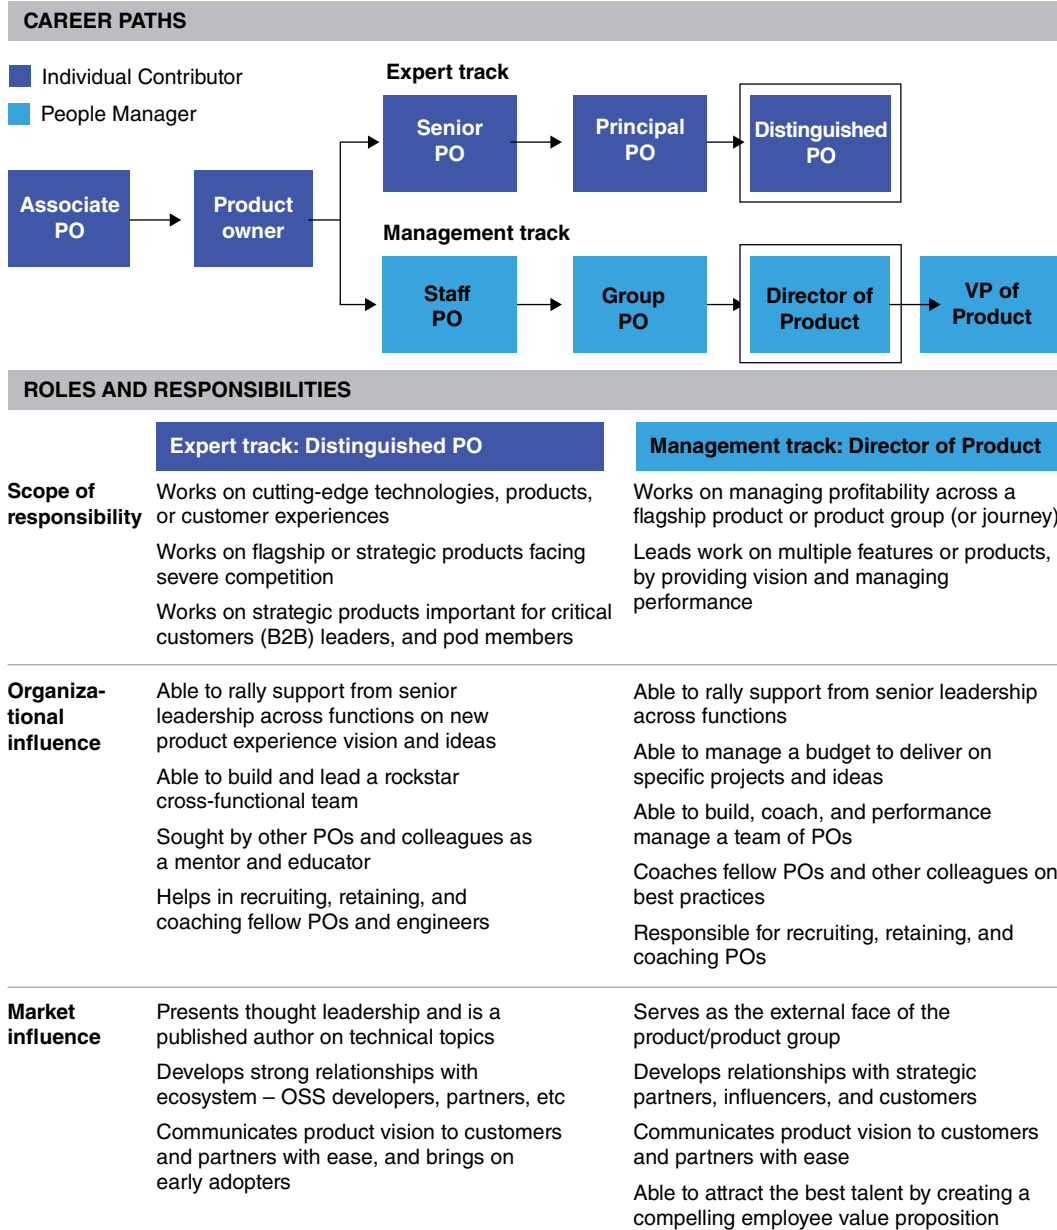 CAREER PATHS
Individual Contributor
People Manager
Expert track
Senior
PO
Principal
PO
Distinguished
PO
Associate
PO
Product
owner
Management track
Staff
PO
Group
PO
Director of
Product
VP of
Product
ROLES AND RESPONSIBILITIES
Expert track: Distinguished PO
Management track: Director of Product
Scope of
responsibility
Works on cutting-edge technologies, products,
or customer experiences
Works on flagship or strategic products facing
severe competition
Works on strategic products important for critical
customers (B2B) leaders, and pod members
Works on managing profitability across a
flagship product or product group (or journey)
Leads work on multiple features or products,
by providing vision and managing
performance
Organiza-
tional
influence
Able to rally support from senior
leadership across functions on new
product experience vision and ideas
Able to build and lead a rockstar
cross-functional team
Sought by other POs and colleagues as
a mentor and educator
Helps in recruiting, retaining, and
coaching fellow POs and engineers
Able to rally support from senior leadership
across functions
Able to manage a budget to deliver on
specific projects and ideas
Able to build, coach, and performance
manage a team of POs
Coaches fellow POs and other colleagues on
best practices
Responsible for recruiting, retaining, and
coaching POs
Market
influence
Presents thought leadership and is a
published author on technical topics
Develops strong relationships with
ecosystem – OSS developers, partners, etc
Communicates product vision to customers
and partners with ease, and brings on
early adopters
Serves as the external face of the
product/product group
Develops relationships with strategic
partners, influencers, and customers
Communicates product vision to customers
and partners with ease
Able to attract the best talent by creating a
compelling employee value proposition